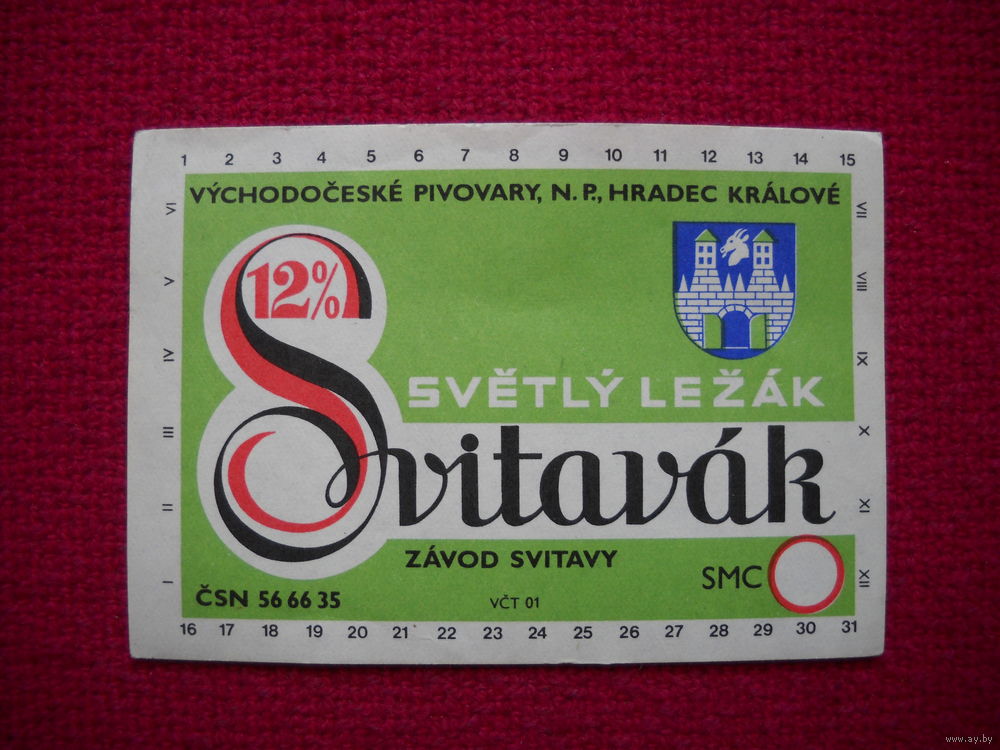 1 2 3 4 5 6 7 8 9 10 11 12 13 14 15
VÝCHODOČESKÉ PIVOVARY, N. P., HRADEC KRÁLOVÉ
12%
SVĚTLÝ LEŽÁK
Svitavák
ZÁVOD SVITAVY
SMC
ČSN 56 66 35
VČT 01
VI
V
IV
III
II
I
VII
VIII
IX
X
XI
XII
16 17 18 19 20 21 22 23 24 25 26 27 28 29 30 31
www.ay.by